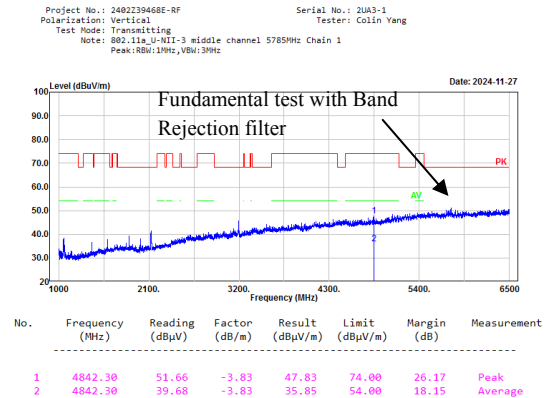 Project No.: 2402Z39468E-RF Serial No.: 2UA3-1
Polarization: Vertical Tester: Colin Yang
Test Mode: Transmitting
Note: 802.11a_U-NII-3 middle channel 5785MHz Chain 1
Peak:RBW:1MHz,VBW:3MHz
Level (dBuV/m) Date: 2024-11-27
Fundamental test with Band
Rejection filter
100
90.0
80.0
70.0
PK
60.0
AV
50.0
1
40.0
2
30.0
20
1000 2100. 3200. 4300. 5400. 6500
Frequency (MHz)
No. Frequency Reading Factor Result Limit Margin Measurement
(MHz) (dBμV) (dB/m) (dBμV/m) (dBμV/m) (dB)
1 4842.30 51.66 -3.83 47.83 74.00 26.17 Peak
2 4842.30 39.68 -3.83 35.85 54.00 18.15 Average